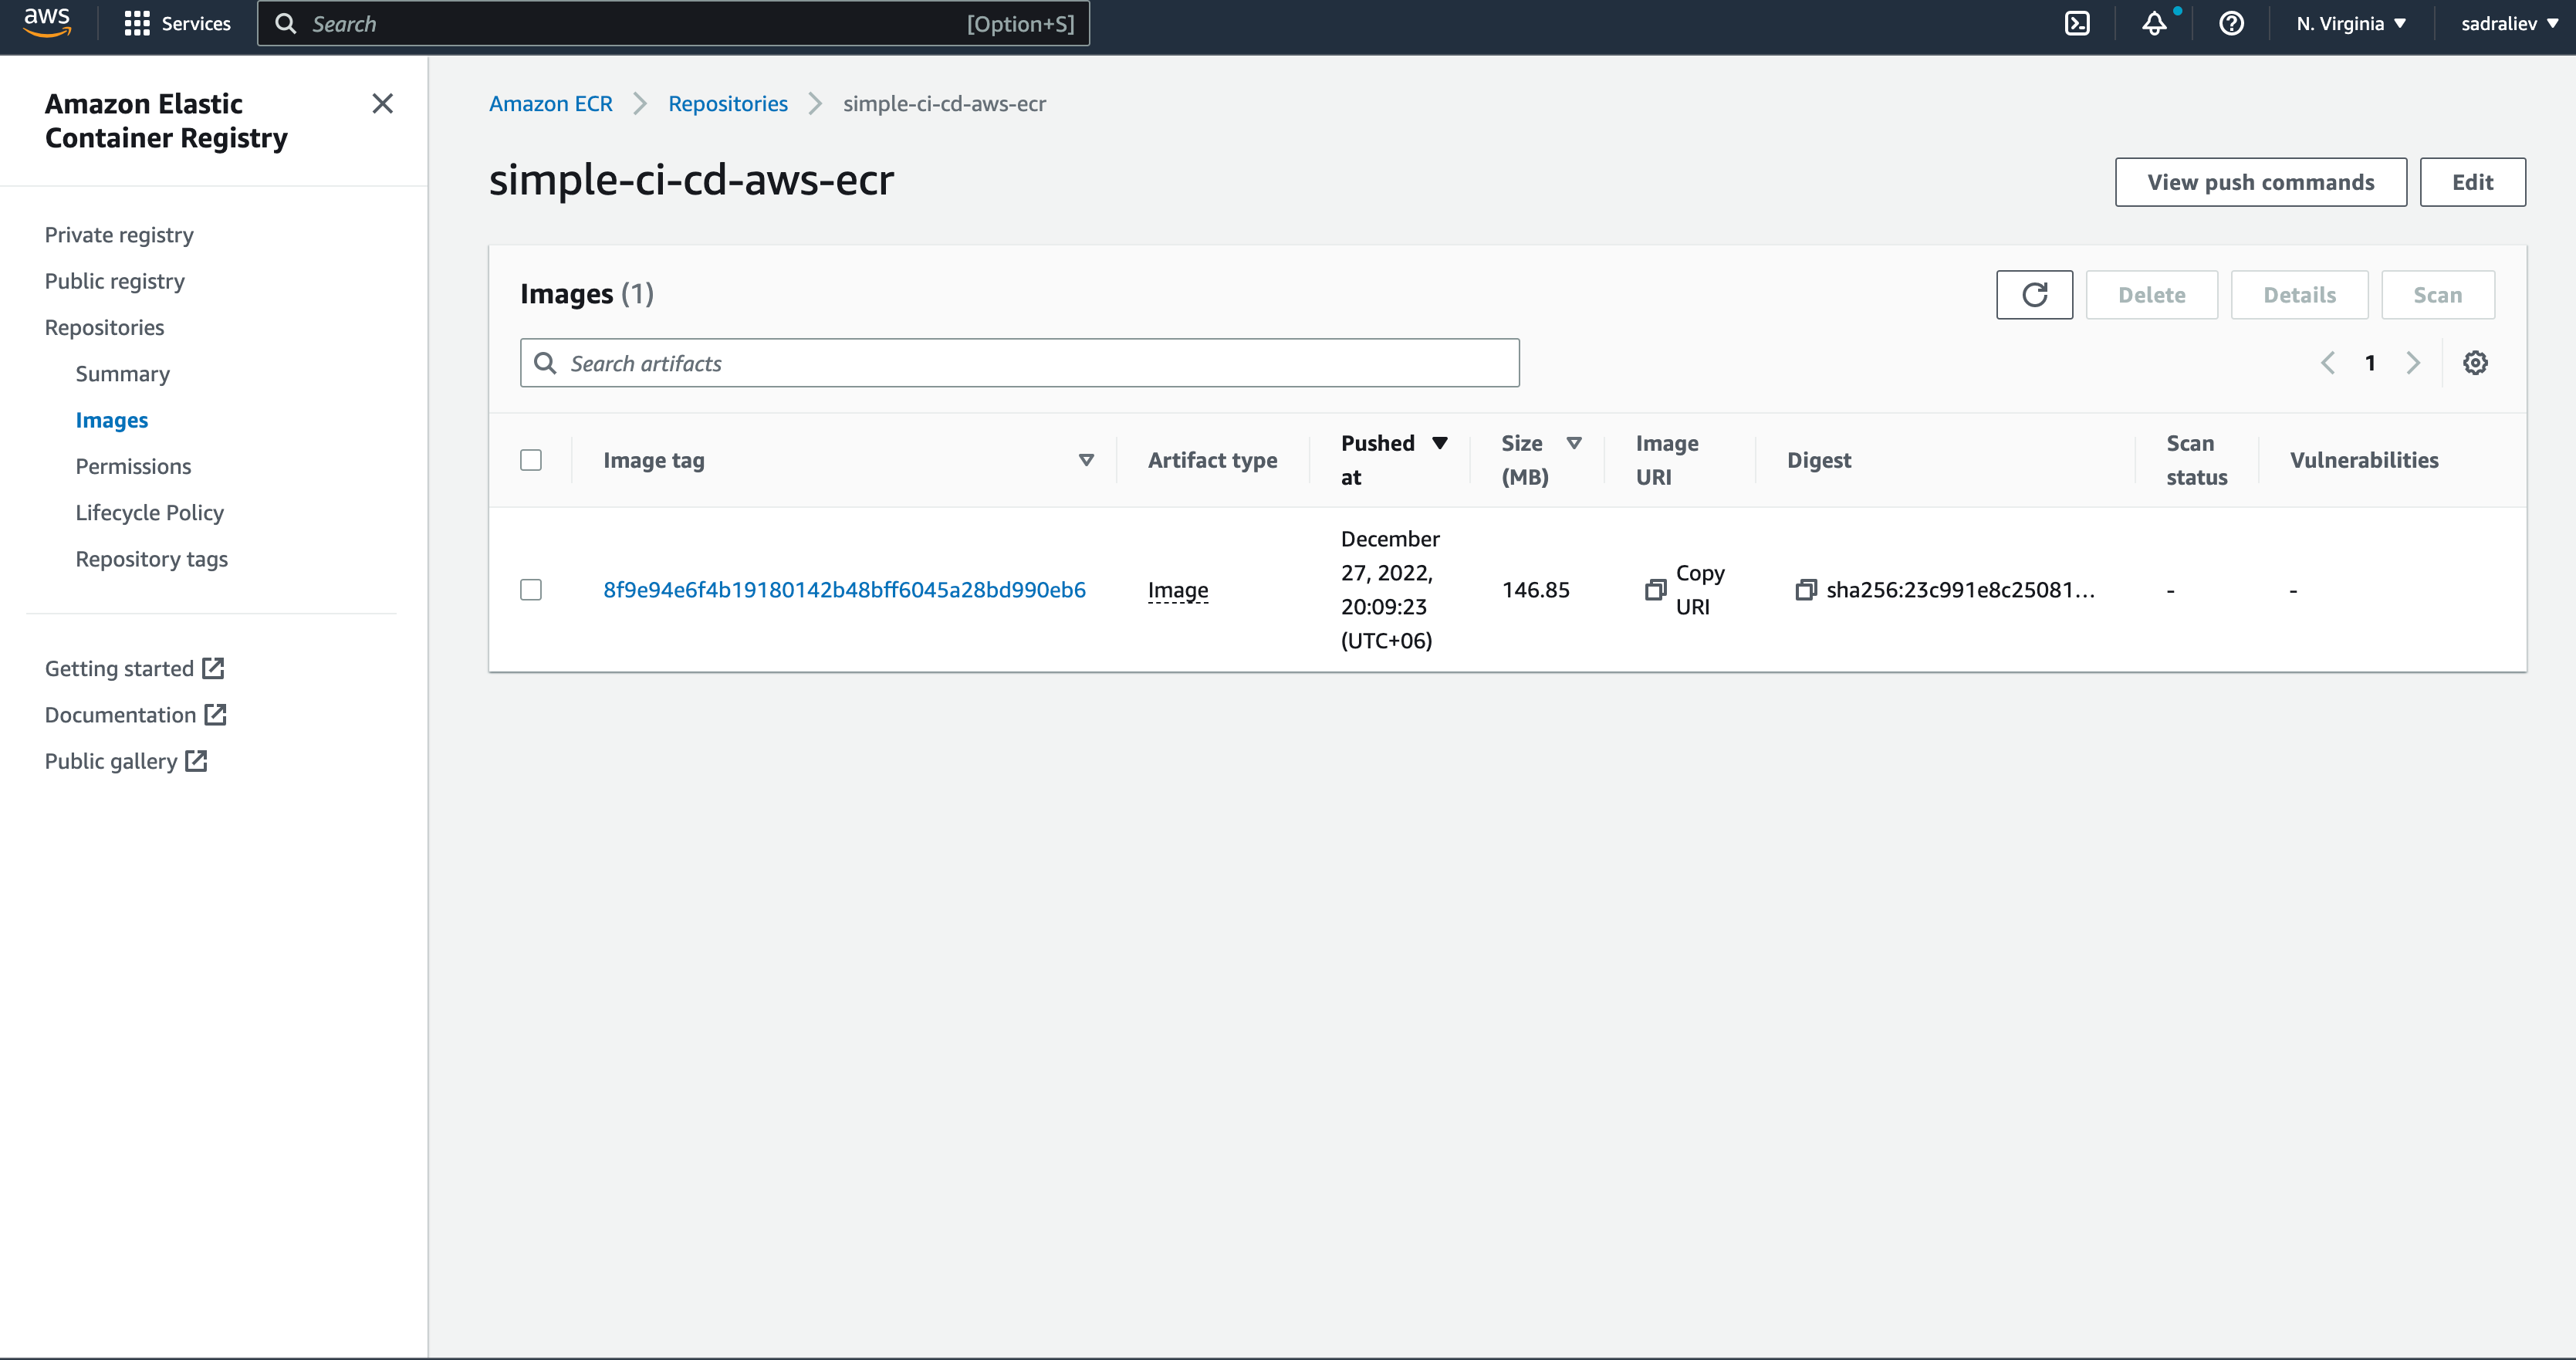 aws Services Search [Option+S] N. Virginia sadraliev
Amazon Elastic
Container Registry
Private registry
Public registry
Repositories
Summary
Images
Permissions
Lifecycle Policy
Repository tags
Getting started
Documentation
Public gallery
Amazon ECR Repositories simple-ci-cd-aws-ecr
simple-ci-cd-aws-ecr
View push commands Edit
Images (1)
Delete Details Scan
Search artifacts
1
Image tag
Artifact type
Pushed
at
Size
(MB)
Image
URI
Digest
Scan
status
Vulnerabilities
8f9e94e6f4b19180142b48bff6045a28bd990eb6
Image
December
27, 2022,
20:09:23
(UTC+06)
146.85
Copy
URI
sha256:23c991e8c25081...
-
-